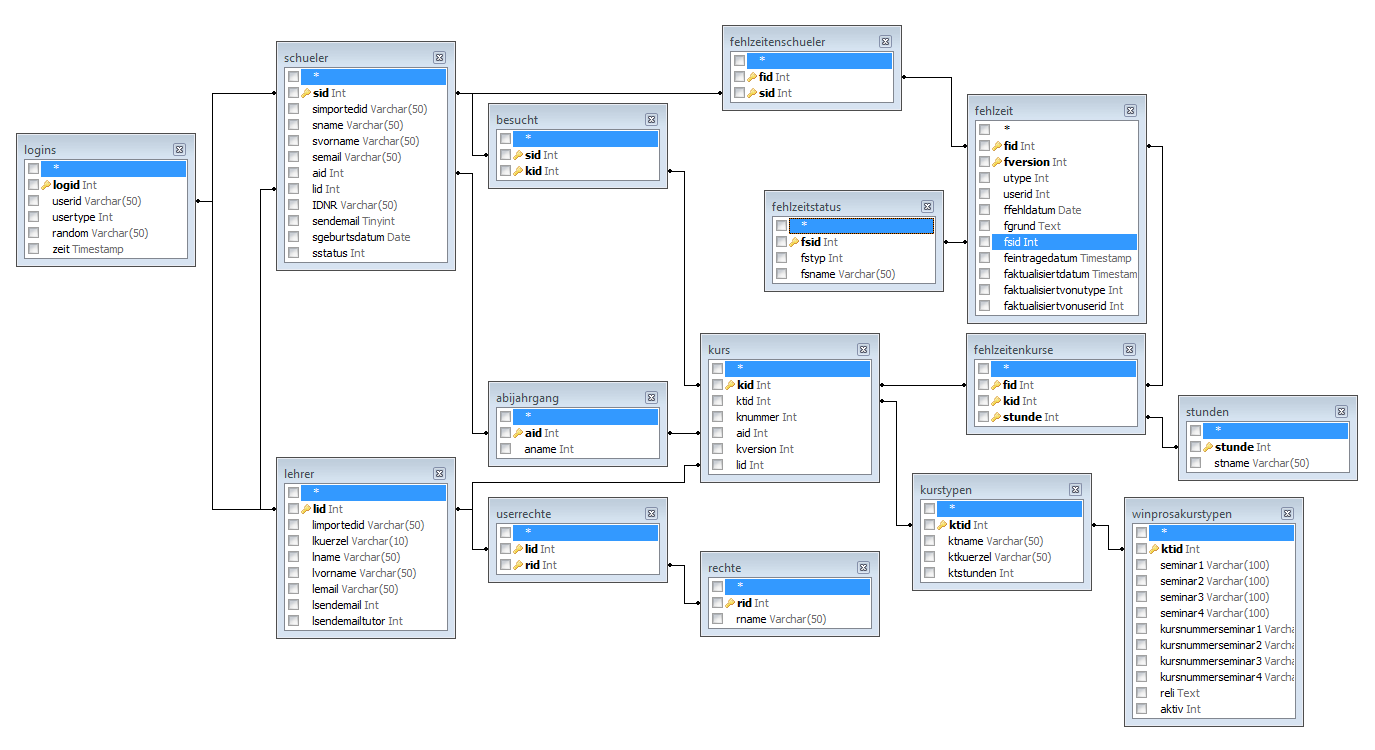 logins
*
logid Int
userid Varchar(50)
usertype Int
random Varchar(50)
zeit Timestamp
schueler
*
sid Int
simportedid Varchar(50)
sname Varchar(50)
svorname Varchar(50)
semail Varchar(50)
aid Int
lid Int
IDNR Varchar(50)
sendemail Tinyint
sgeburtsdatum Date
sstatus Int
lehrer
*
lid Int
limportedid Varchar(50)
lkuerzel Varchar(10)
lname Varchar(50)
lvorname Varchar(50)
lemail Varchar(50)
lsendemail Int
lsendemailtutor Int
besucht
*
sid Int
kid Int
abijahrgang
*
aid Int
aname Int
userrechte
*
lid Int
rid Int
fehlzeitenschueler
*
fid Int
sid Int
fehlzeitstatus
*
fsid Int
fstyp Int
fsname Varchar(50)
kurs
*
kid Int
ktid Int
knummer Int
aid Int
kversion Int
lid Int
rechte
*
rid Int
rname Varchar(50)
fehlzeit
*
fid Int
fversion Int
utype Int
userid Int
ffehldatum Date
fgrund Text
fsid Int
feintragedatum Timestamp
faktualisiertdatum Timestam
faktualisiertvonutype Int
faktualisiertvonuserid Int
fehlzeitenkurse
*
fid Int
kid Int
stunde Int
kurstypen
*
ktid Int
ktname Varchar(50)
ktkuerzel Varchar(50)
ktstunden Int
stunden
*
stunde Int
stname Varchar(50)
winprosakurstypen
*
ktid Int
seminar1 Varchar(100)
seminar2 Varchar(100)
seminar3 Varchar(100)
seminar4 Varchar(100)
kursnummerseminar1 Varcha
kursnummerseminar2 Varcha
kursnummerseminar3 Varcha
kursnummerseminar4 Varcha
reli Text
aktiv Int